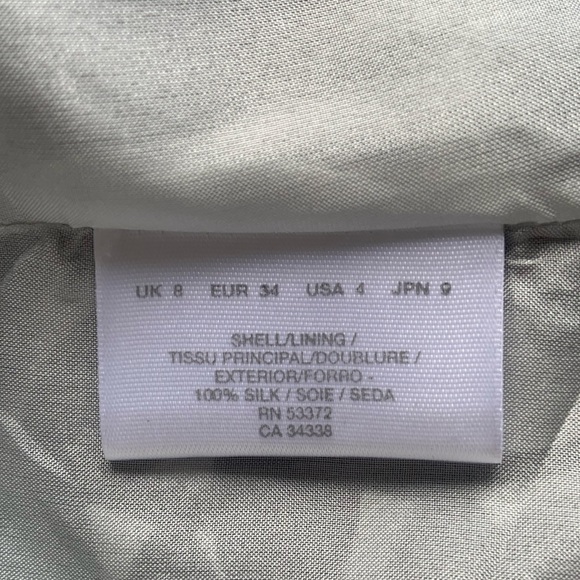 UK 8 EUR 34 USA 4 JPN 9
SHELL/LINING /
TISSU PRINCIPAL/DOUBLURE /
EXTERIOR/FORRO -
100% SILK / SOIE / SEDA
RN 53372
CA 34338